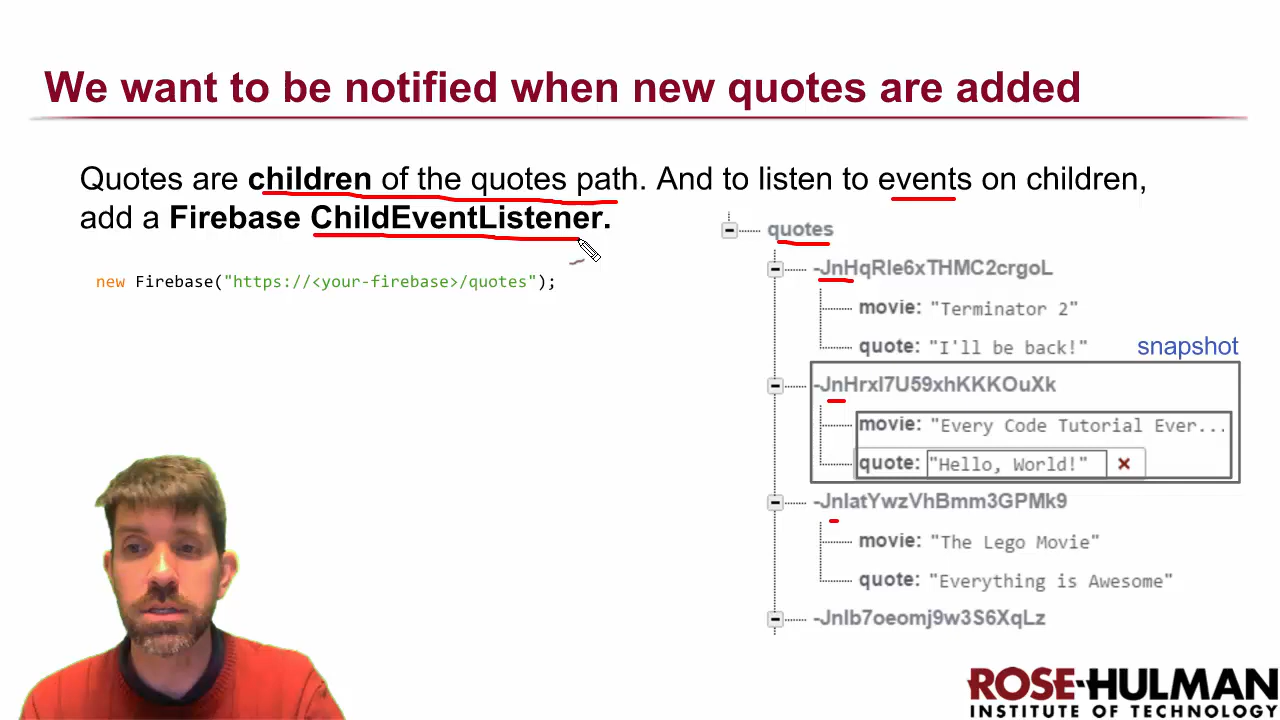 We want to be notified when new quotes are added
Quotes are children of the quotes path. And to listen to events on children,
add a Firebase ChildEventListener.
new Firebase("https://<your-firebase>/quotes");
quotes
-JnHqRle6xTHMC2crgoL
movie: "Terminator 2"
quote: "I'll be back!"
snapshot
-JnHrxI7U59xhKKKOuXk
movie: "Every Code Tutorial Ever...
quote: "Hello, World!"
-JnIatYwzVhBmm3GPMk9
movie: "The Lego Movie"
quote: "Everything is Awesome"
-JnIb7oeomj9w3S6XqLz
ROSE-HULMAN
INSTITUTE OF TECHNOLOGY